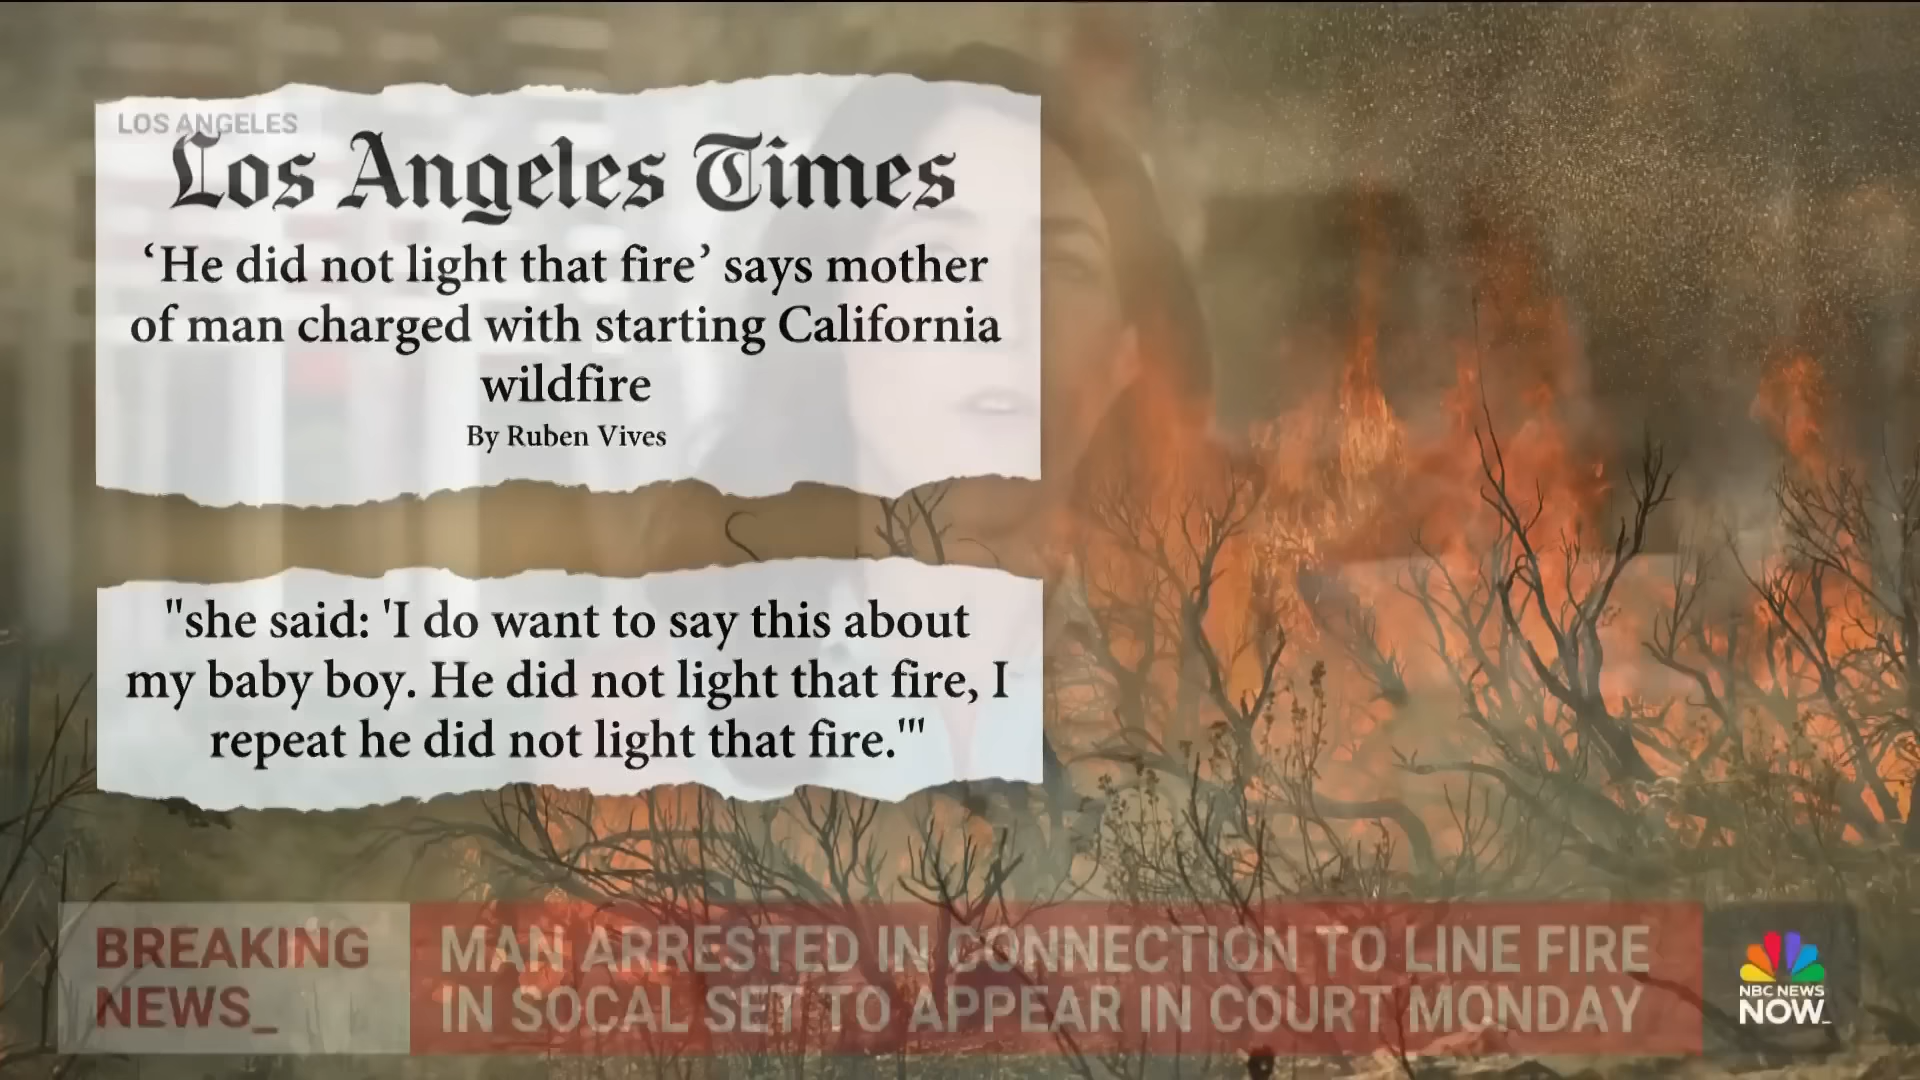 LOS ANGELES
Los Angeles Times
‘He did not light that fire’ says mother
of man charged with starting California
wildfire
By Ruben Vives
"she said: 'I do want to say this about
my baby boy. He did not light that fire, I
repeat he did not light that fire.'"
BREAKING
NEWS_
MAN ARRESTED IN CONNECTION TO LINE FIRE
IN SOCAL SET TO APPEAR IN COURT MONDAY
NBC NEWS
NOW_